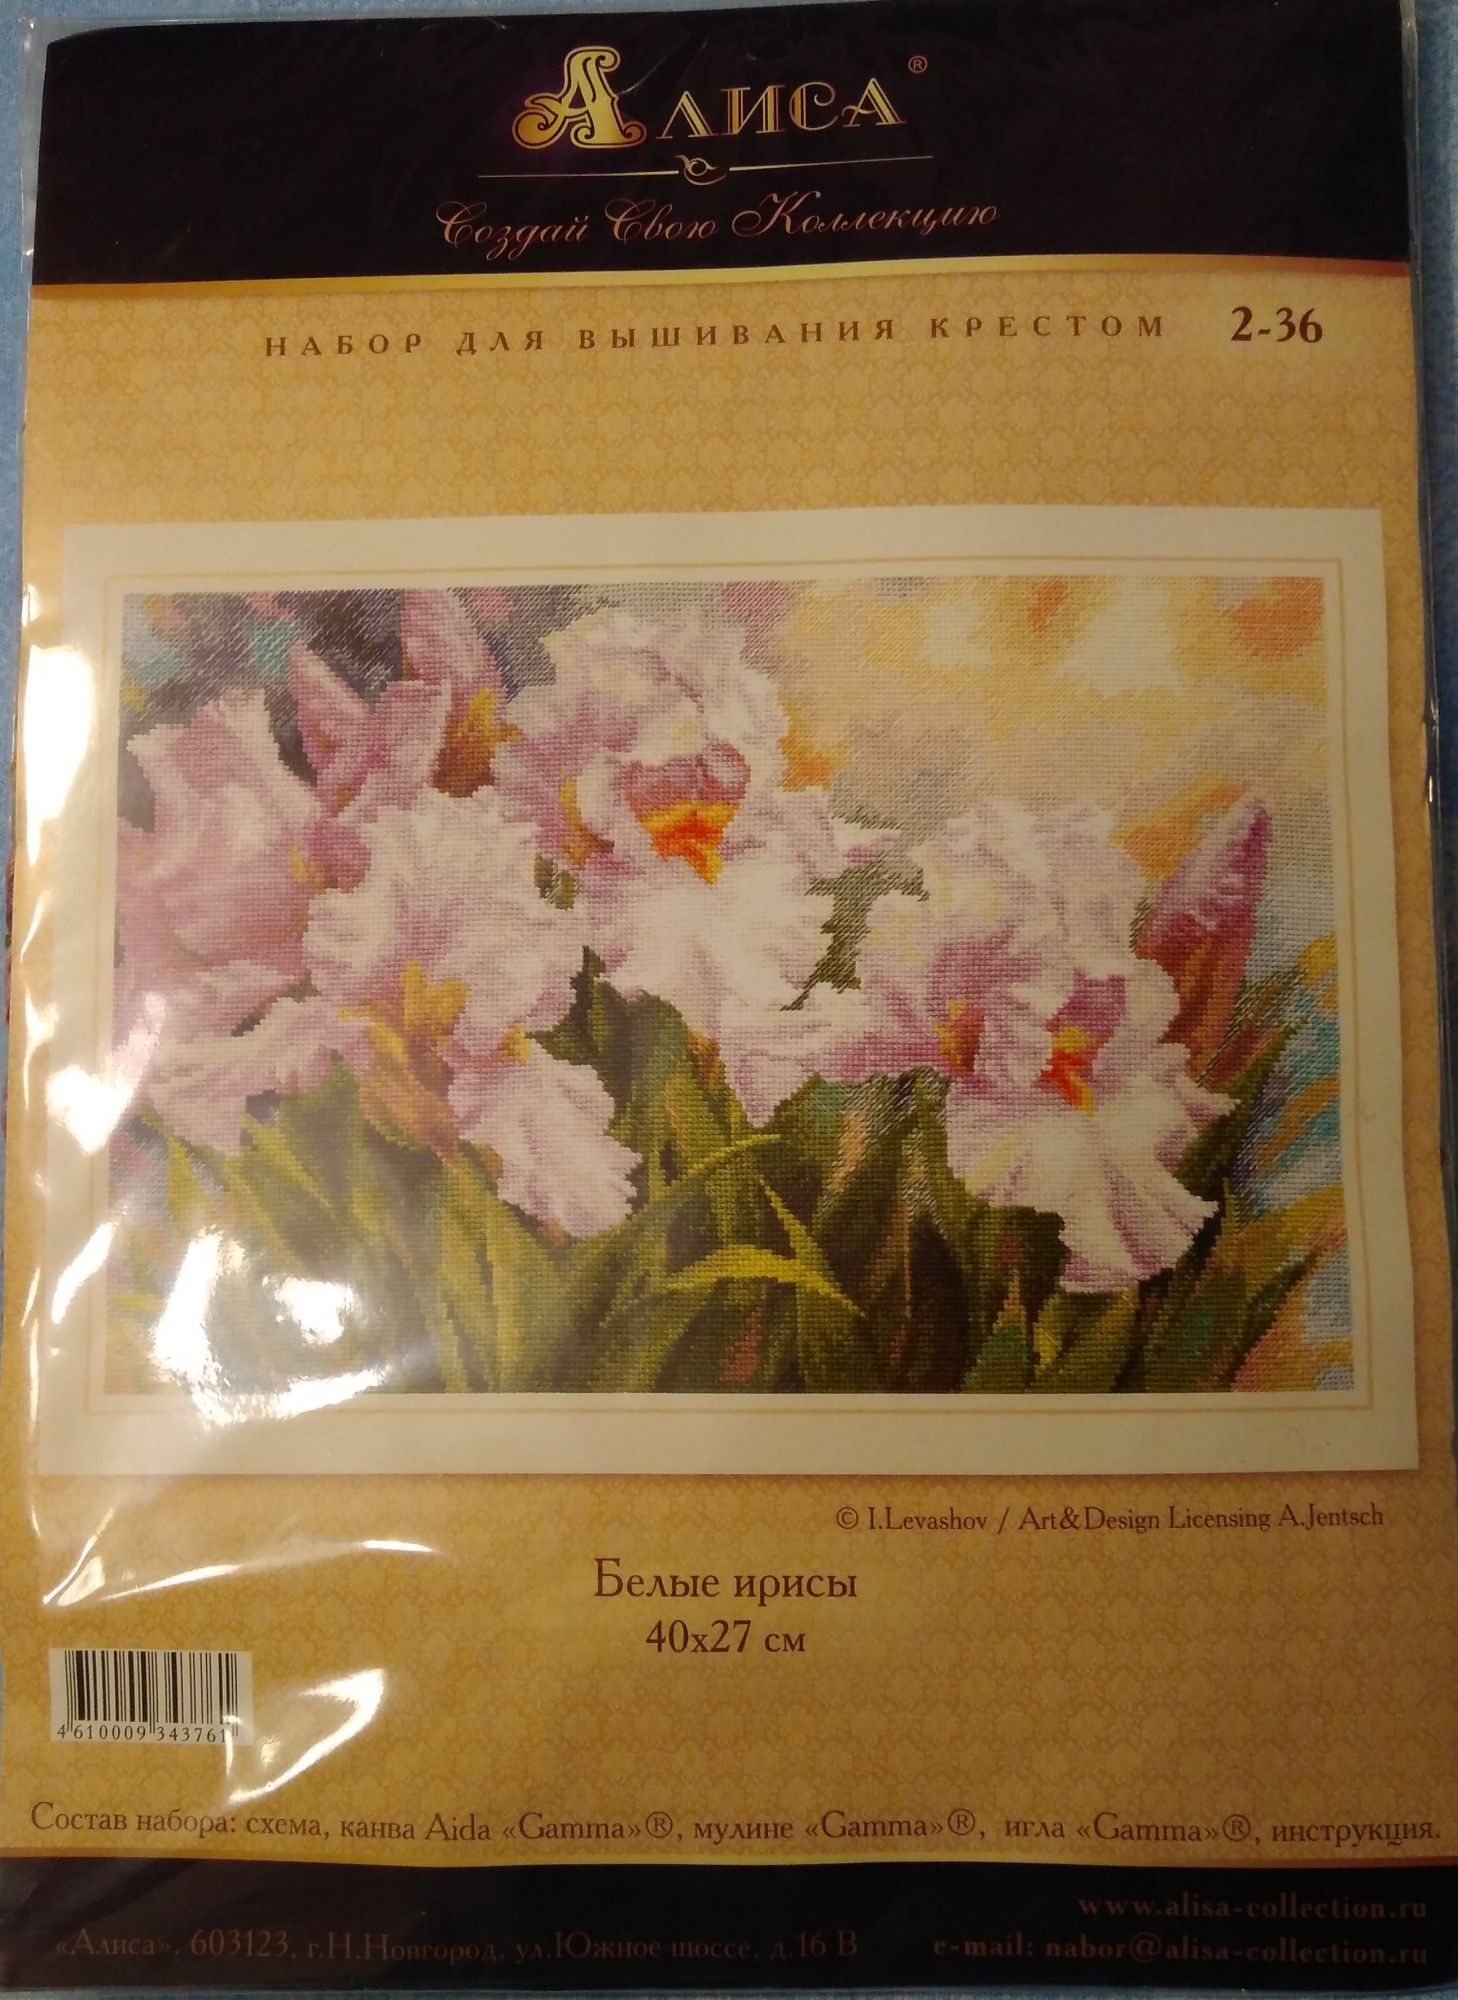 Алиса®
Создай Свою Коллекцию
НАБОР ДЛЯ ВЫШИВАНИЯ КРЕСТОМ 2-36
© I.Levashov / Art&Design Licensing A.Jentsch
Белые ирисы
40х27 см
4 610009 343761
Состав набора: схема, канва Aida «Gamma»®, мулине «Gamma»®, игла «Gamma»®, инструкция.
www.alisa-collection.ru
«Алиса». 603123, г.Н.Новгород, ул.Южное шоссе, д.16 В e-mail: nabor@alisa-collection.ru